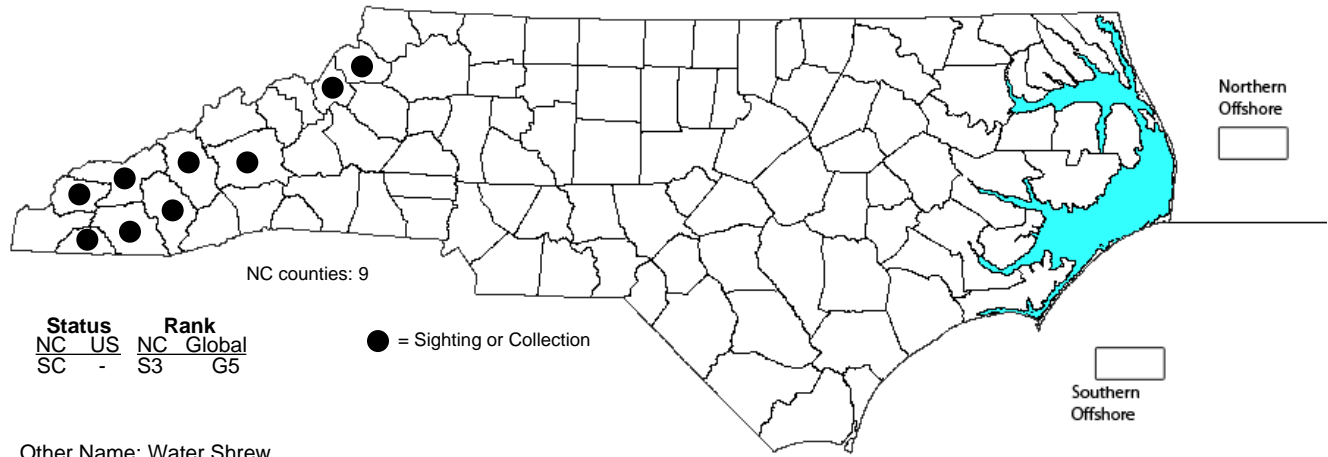 Northern
Offshore
NC counties: 9
Status Rank
NC US NC Global
SC - S3 G5
= Sighting or Collection
Southern
Offshore
Other Name: Water Shrew